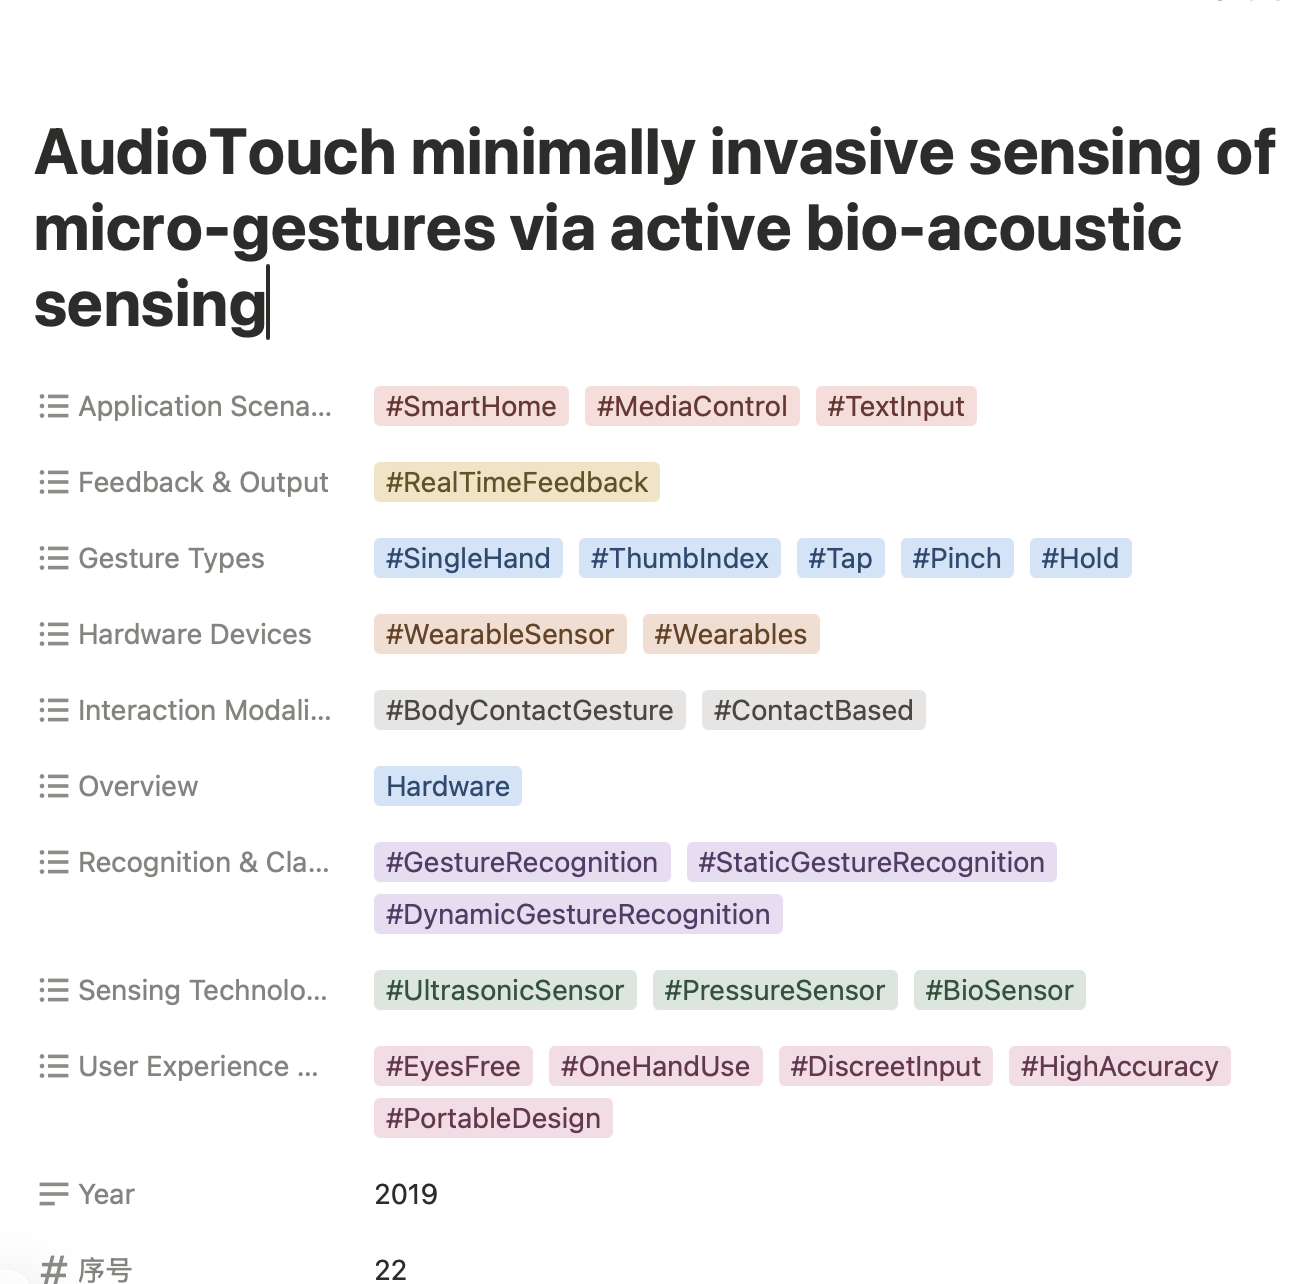 AudioTouch minimally invasive sensing of
micro-gestures via active bio-acoustic
sensing
Application Scena... #SmartHome #MediaControl #TextInput
Feedback & Output #RealTimeFeedback
Gesture Types #SingleHand #ThumbIndex #Tap #Pinch #Hold
Hardware Devices #WearableSensor #Wearables
Interaction Modali... #BodyContactGesture #ContactBased
Overview Hardware
Recognition & Cla... #GestureRecognition #StaticGestureRecognition
#DynamicGestureRecognition
Sensing Technolo... #UltrasonicSensor #PressureSensor #BioSensor
User Experience ... #EyesFree #OneHandUse #DiscreetInput #HighAccuracy
#PortableDesign
Year 2019
序号 22